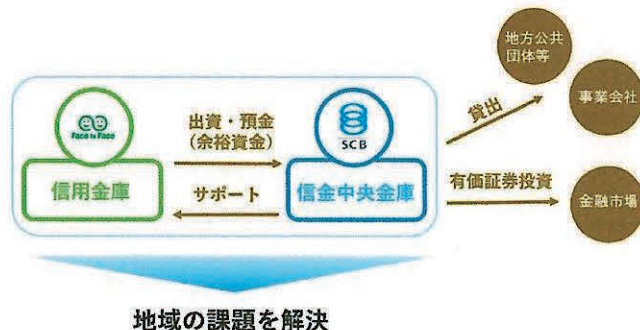 地方公共
団体等
事業会社
貸出
Face to Face
出資・預金
(余裕資金)
SCB
信用金庫
サポート
信金中央金庫
有価証券投資
金融市場
地域の課題を解決